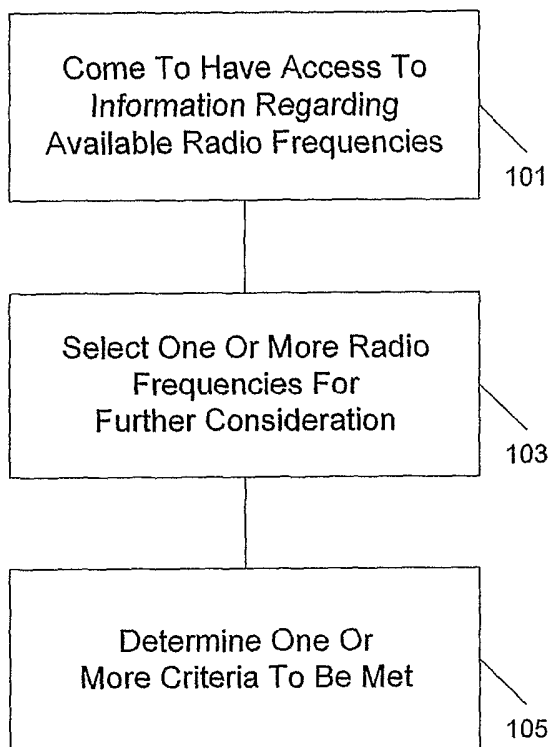 Come To Have Access To
Information Regarding
Available Radio Frequencies
101
Select One Or More Radio
Frequencies For
Further Consideration
103
Determine One Or
More Criteria To Be Met
105